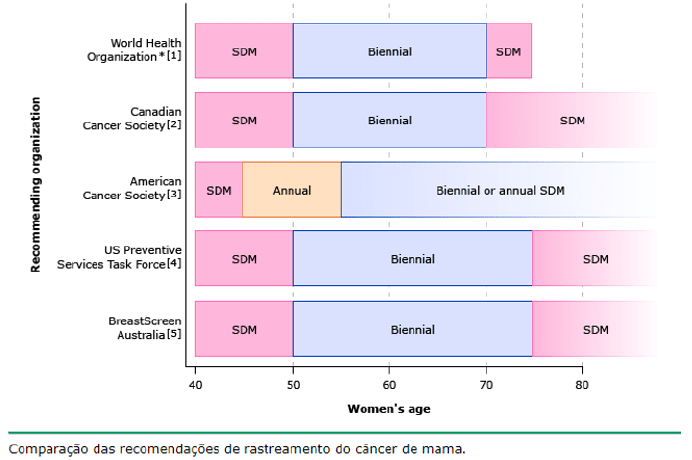 World Health
Organization*[1]
SDM
Biennial
SDM
Canadian
Cancer Society[2]
SDM
Biennial
SDM
American
Cancer Society[3]
SDM
Annual
Biennial or annual SDM
US Preventive
Services Task Force[4]
SDM
Biennial
SDM
BreastScreen
Australia[5]
SDM
Biennial
SDM
Recommending organization
40
50
60
70
80
Women's age
Comparação das recomendações de rastreamento do câncer de mama.